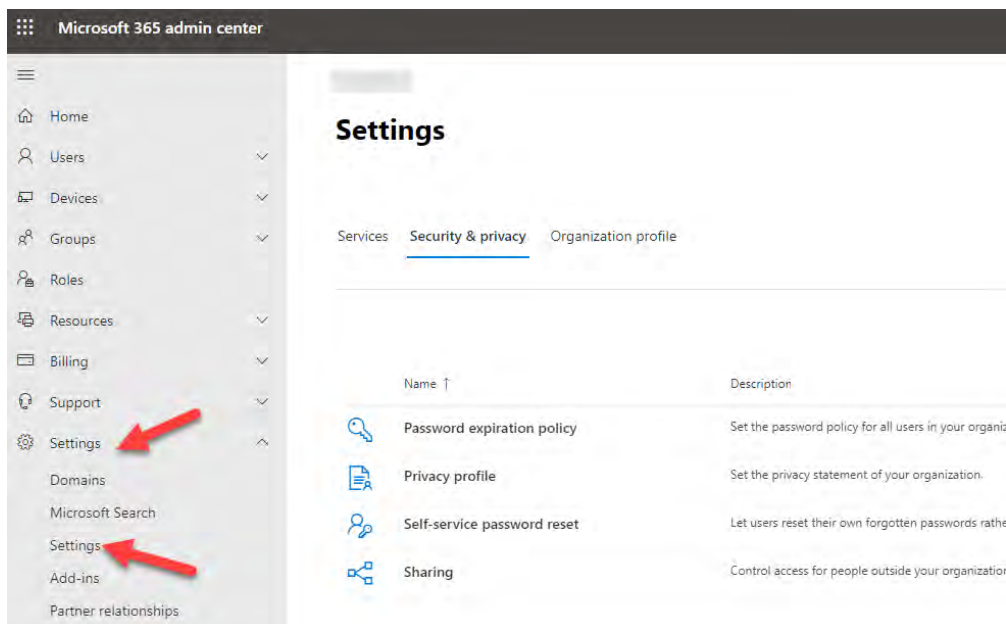 Microsoft 365 admin center
Home
Users
Devices
Groups
Roles
Resources
Billing
Support
Settings
Domains
Microsoft Search
Settings
Add-ins
Partner relationships
Settings
Services Security & privacy Organization profile
Name ↑ Description
Password expiration policy Set the password policy for all users in your organiz
Privacy profile Set the privacy statement of your organization.
Self-service password reset Let users reset their own forgotten passwords rathe
Sharing Control access for people outside your organization